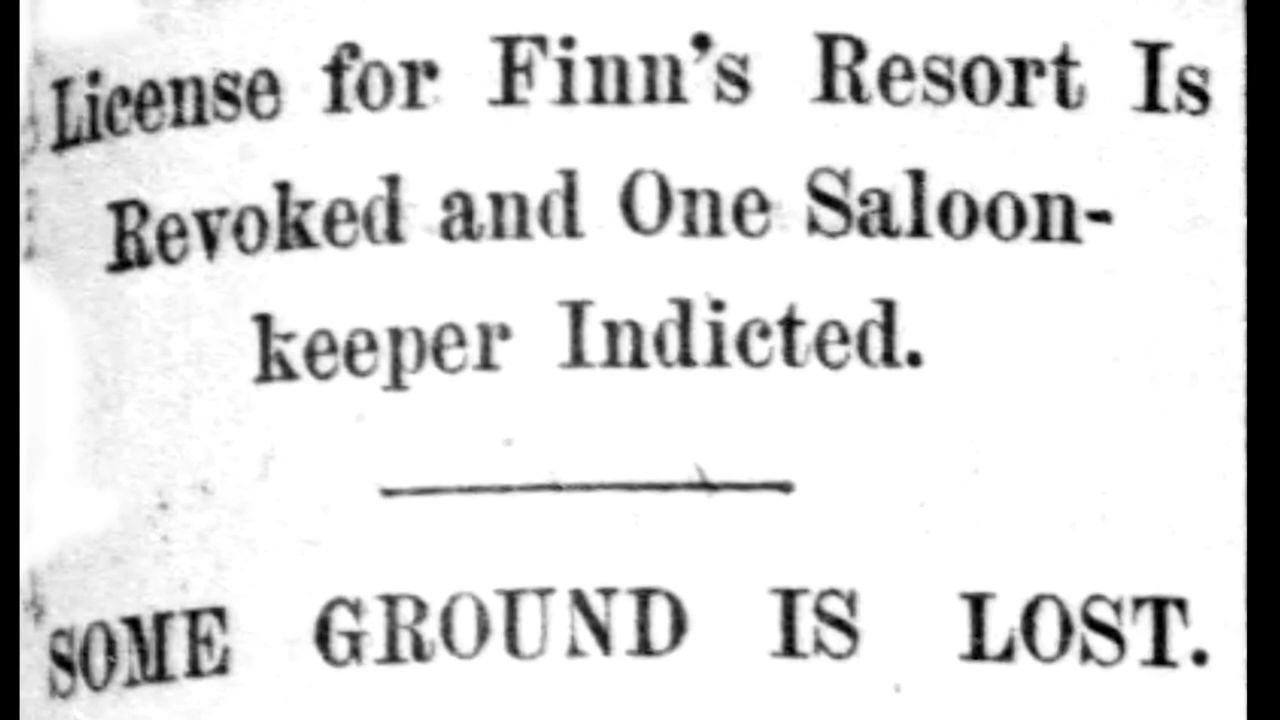 License for Finn's Resort Is
Revoked and One Saloon-
keeper Indicted.
SOME GROUND IS LOST.